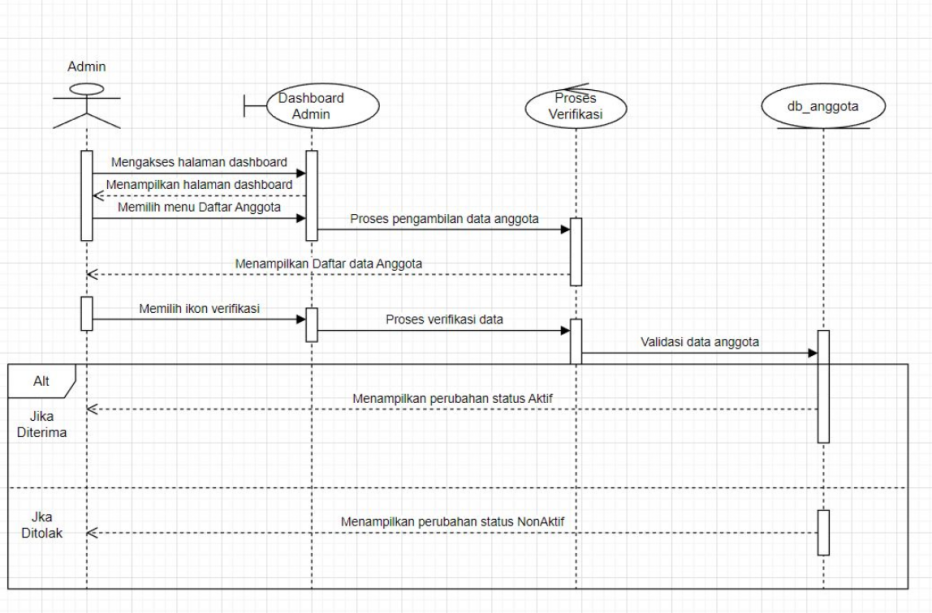 Admin
Dashboard
Admin
Proses
Verifikasi
db_anggota
Mengakses halaman dashboard
Menampilkan halaman dashboard
Memilih menu Daftar Anggota
Proses pengambilan data anggota
Menampilkan Daftar data Anggota
Memilih ikon verifikasi
Proses verifikasi data
Validasi data anggota
Alt
Jika
Diterima
Menampilkan perubahan status Aktif
Jka
Ditolak
Menampilkan perubahan status NonAktif